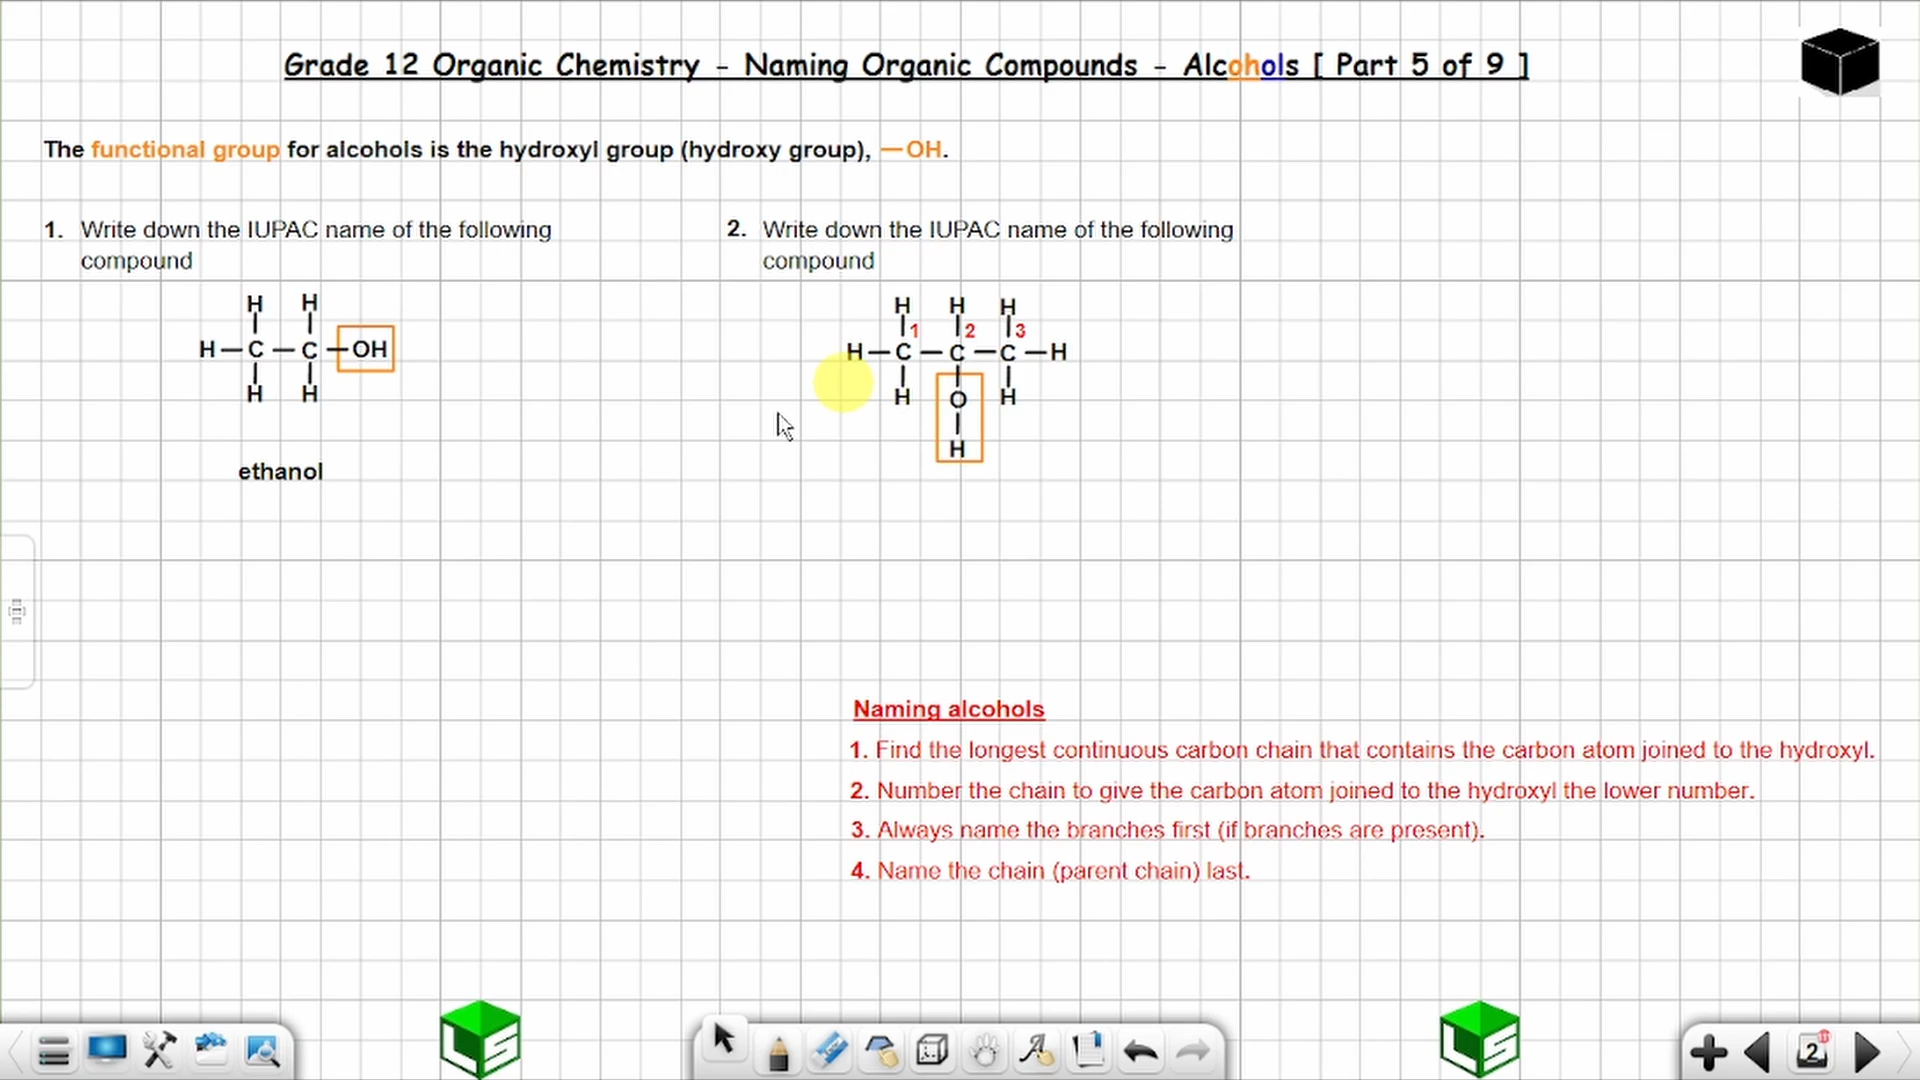 Grade 12 Organic Chemistry - Naming Organic Compounds - Alcohols [ Part 5 of 9 ]
The functional group for alcohols is the hydroxyl group (hydroxy group), —OH.
1. Write down the IUPAC name of the following
compound
H H
H—C—C—OH
H H
ethanol
2. Write down the IUPAC name of the following
compound
H H H
1 2 3
H—C—C—C—H
H O H
H
Naming alcohols
1. Find the longest continuous carbon chain that contains the carbon atom joined to the hydroxyl.
2. Number the chain to give the carbon atom joined to the hydroxyl the lower number.
3. Always name the branches first (if branches are present).
4. Name the chain (parent chain) last.
LS
LS
2